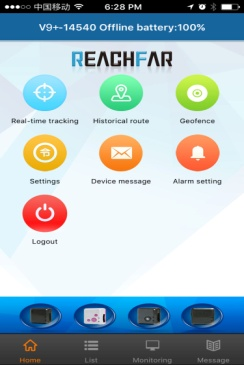 中国移动 6:28 PM
V9+-14540 Offline battery:100%
REACHFAR
Real-time tracking Historical route Geofence
Settings Device message Alarm setting
Logout
Home List Monitoring Message